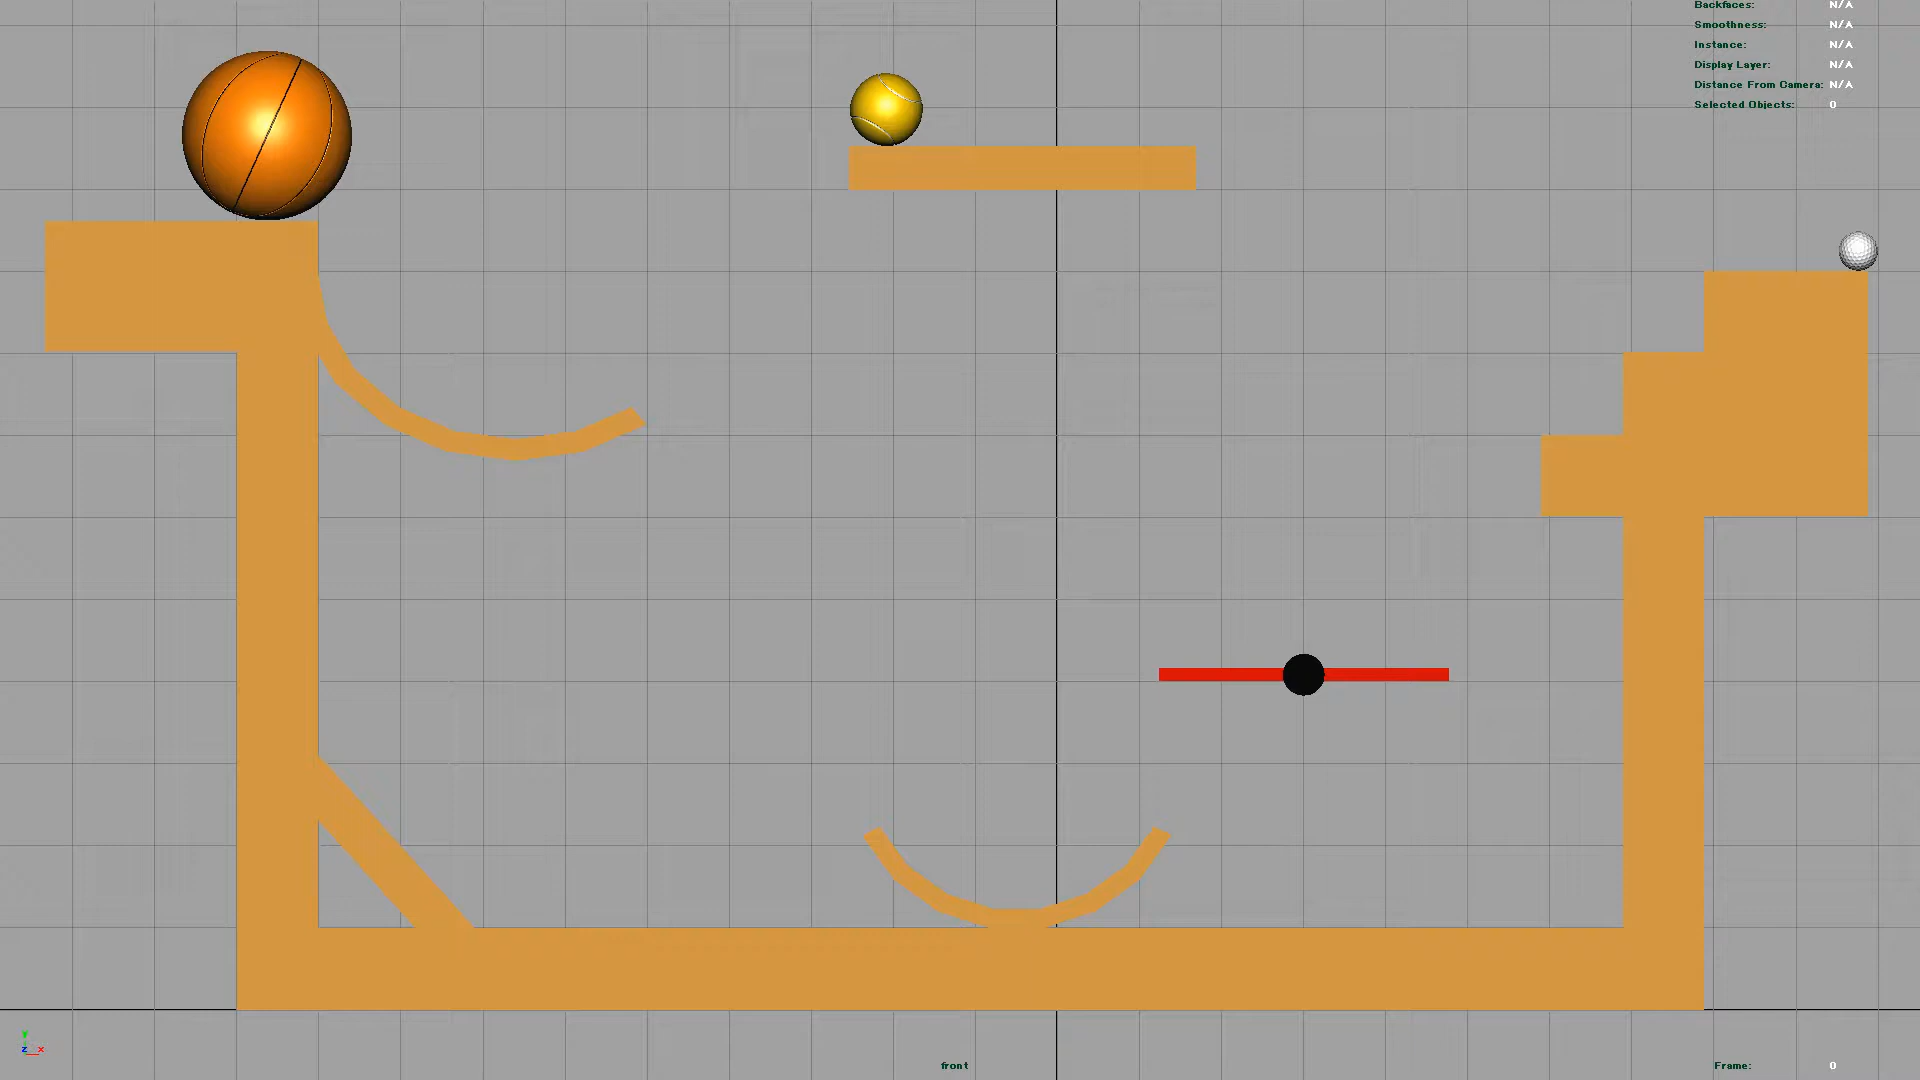 Backfaces: N/A
Smoothness: N/A
Instance: N/A
Display Layer: N/A
Distance From Camera: N/A
Selected Objects: 0
y
z x
front
Frame: 0